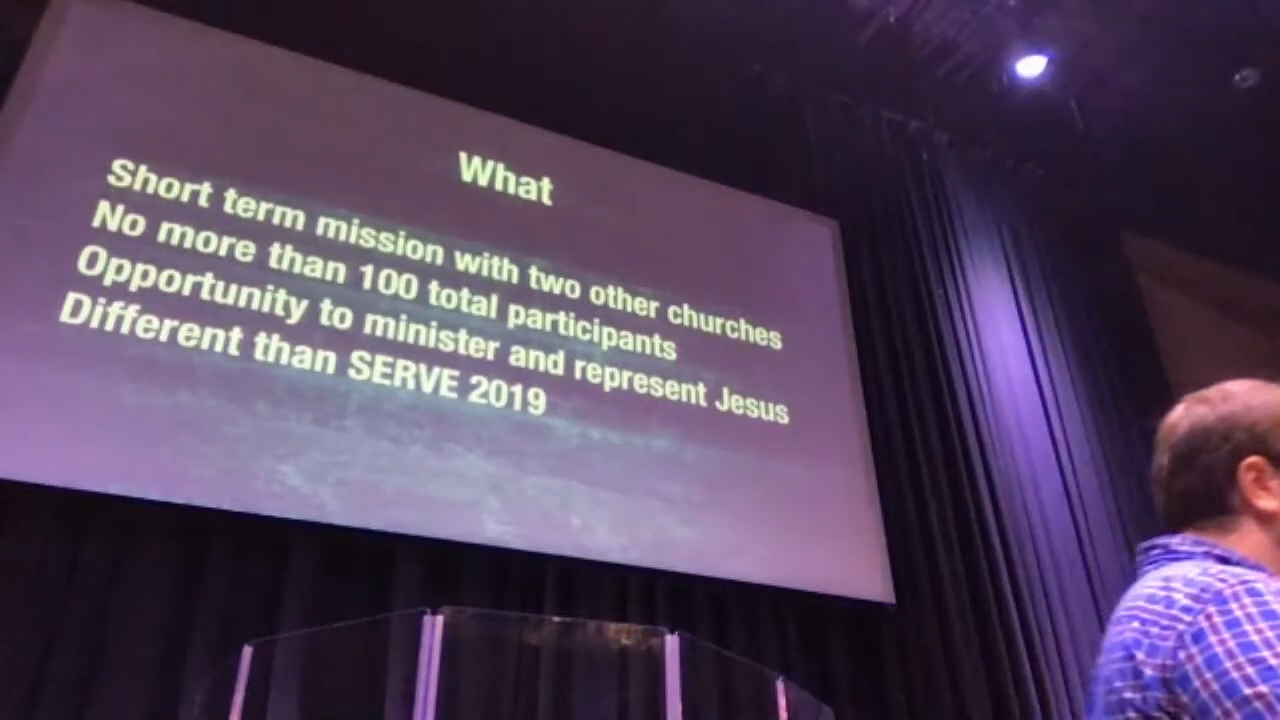 What
Short term mission with two other churches
No more than 100 total participants
Opportunity to minister and represent Jesus
Different than SERVE 2019